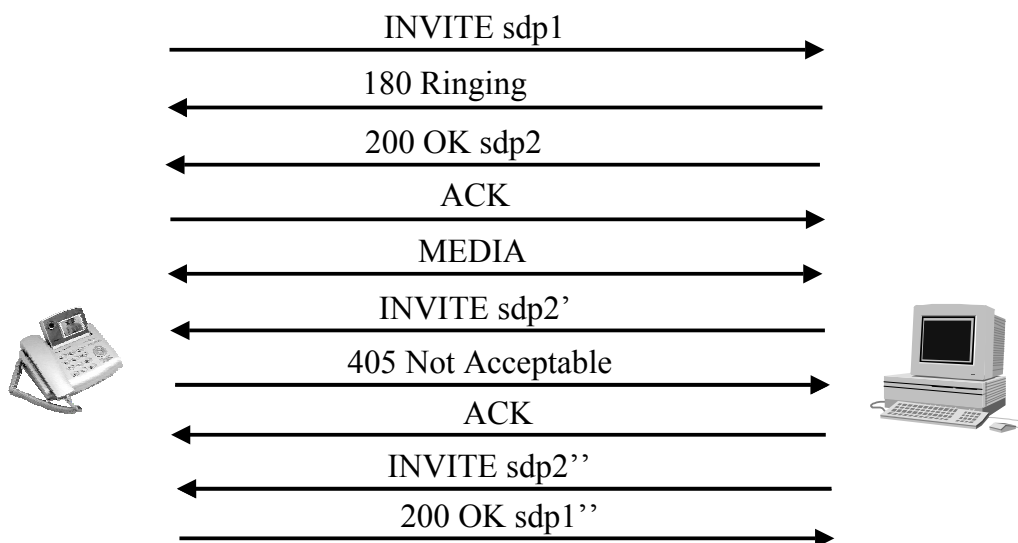 INVITE sdp1
180 Ringing
200 OK sdp2
ACK
MEDIA
INVITE sdp2’
405 Not Acceptable
ACK
INVITE sdp2’’
200 OK sdp1’’